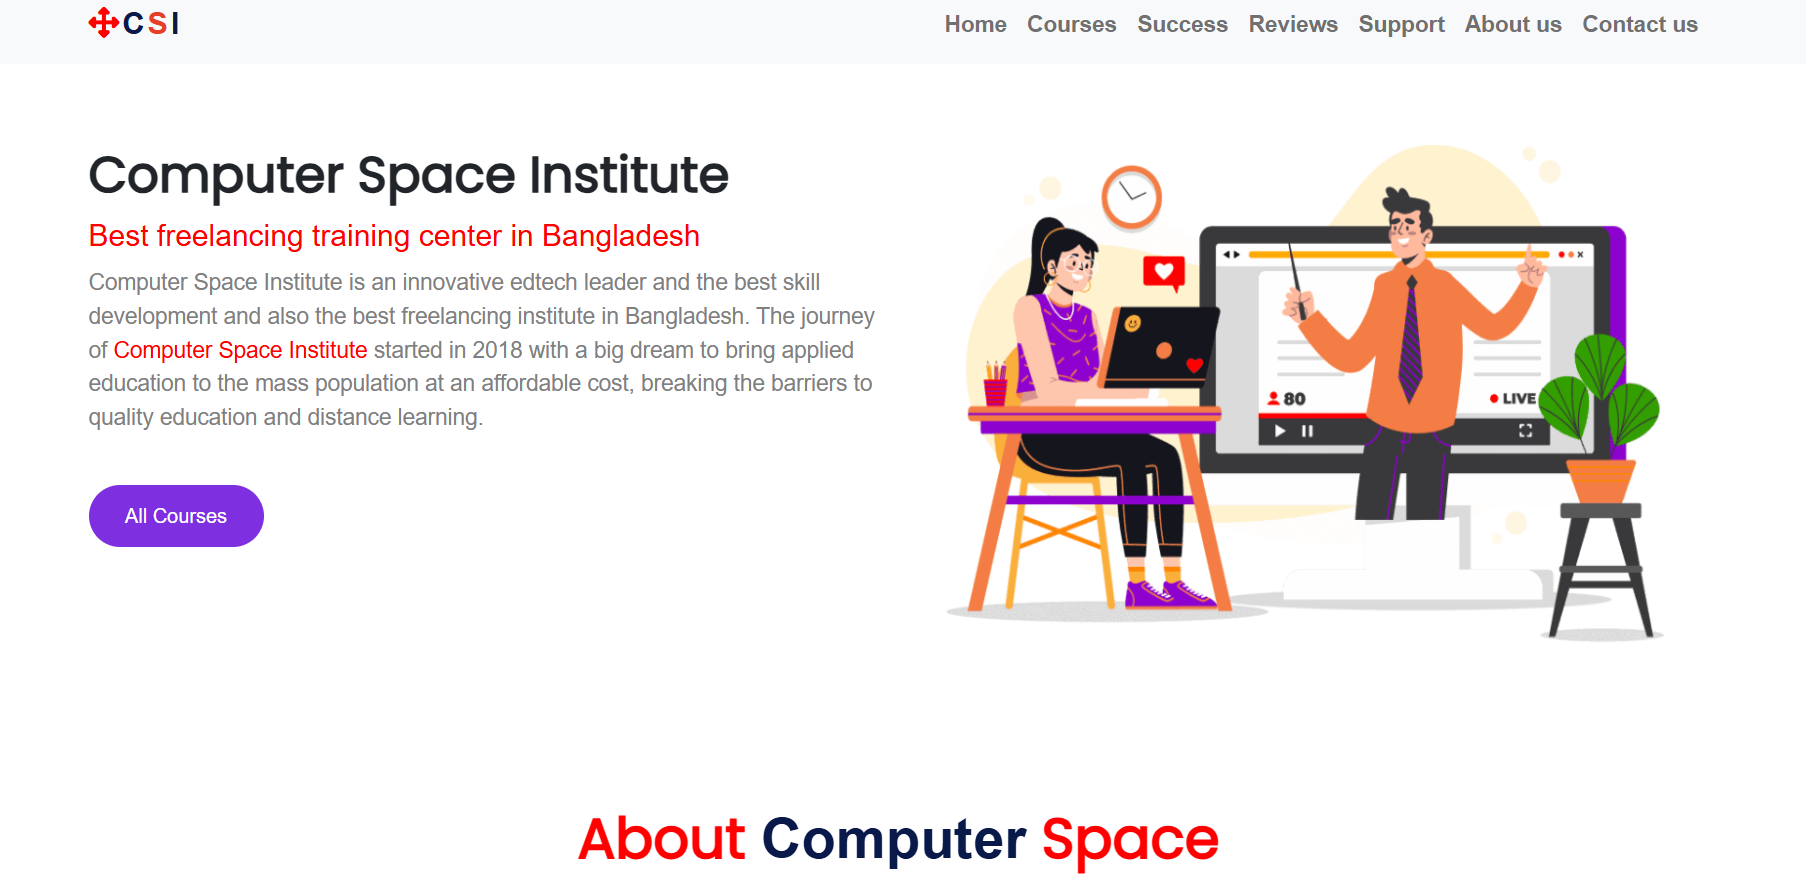 CSI
Home Courses Success Reviews Support About us Contact us
Computer Space Institute
Best freelancing training center in Bangladesh
Computer Space Institute is an innovative edtech leader and the best skill
development and also the best freelancing institute in Bangladesh. The journey
of Computer Space Institute started in 2018 with a big dream to bring applied
education to the mass population at an affordable cost, breaking the barriers to
quality education and distance learning.
All Courses
80
LIVE
About Computer Space